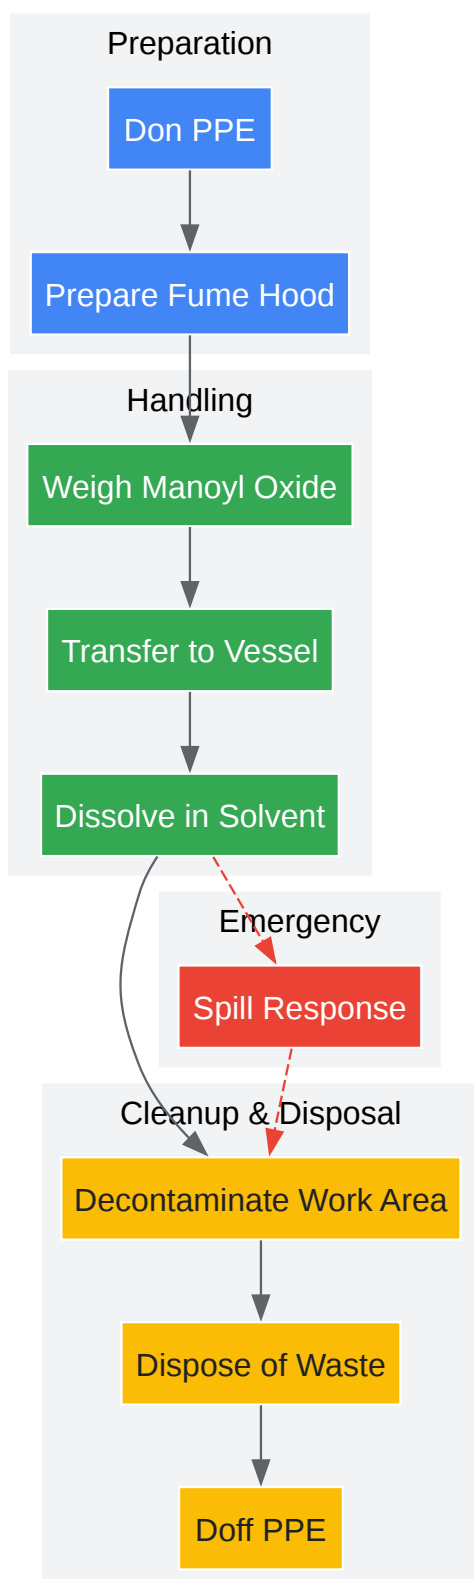 Preparation
Don PPE
Prepare Fume Hood
Handling
Weigh Manoyl Oxide
Transfer to Vessel
Dissolve in Solvent
Emergency
Spill Response
Cleanup & Disposal
Decontaminate Work Area
Dispose of Waste
Doff PPE